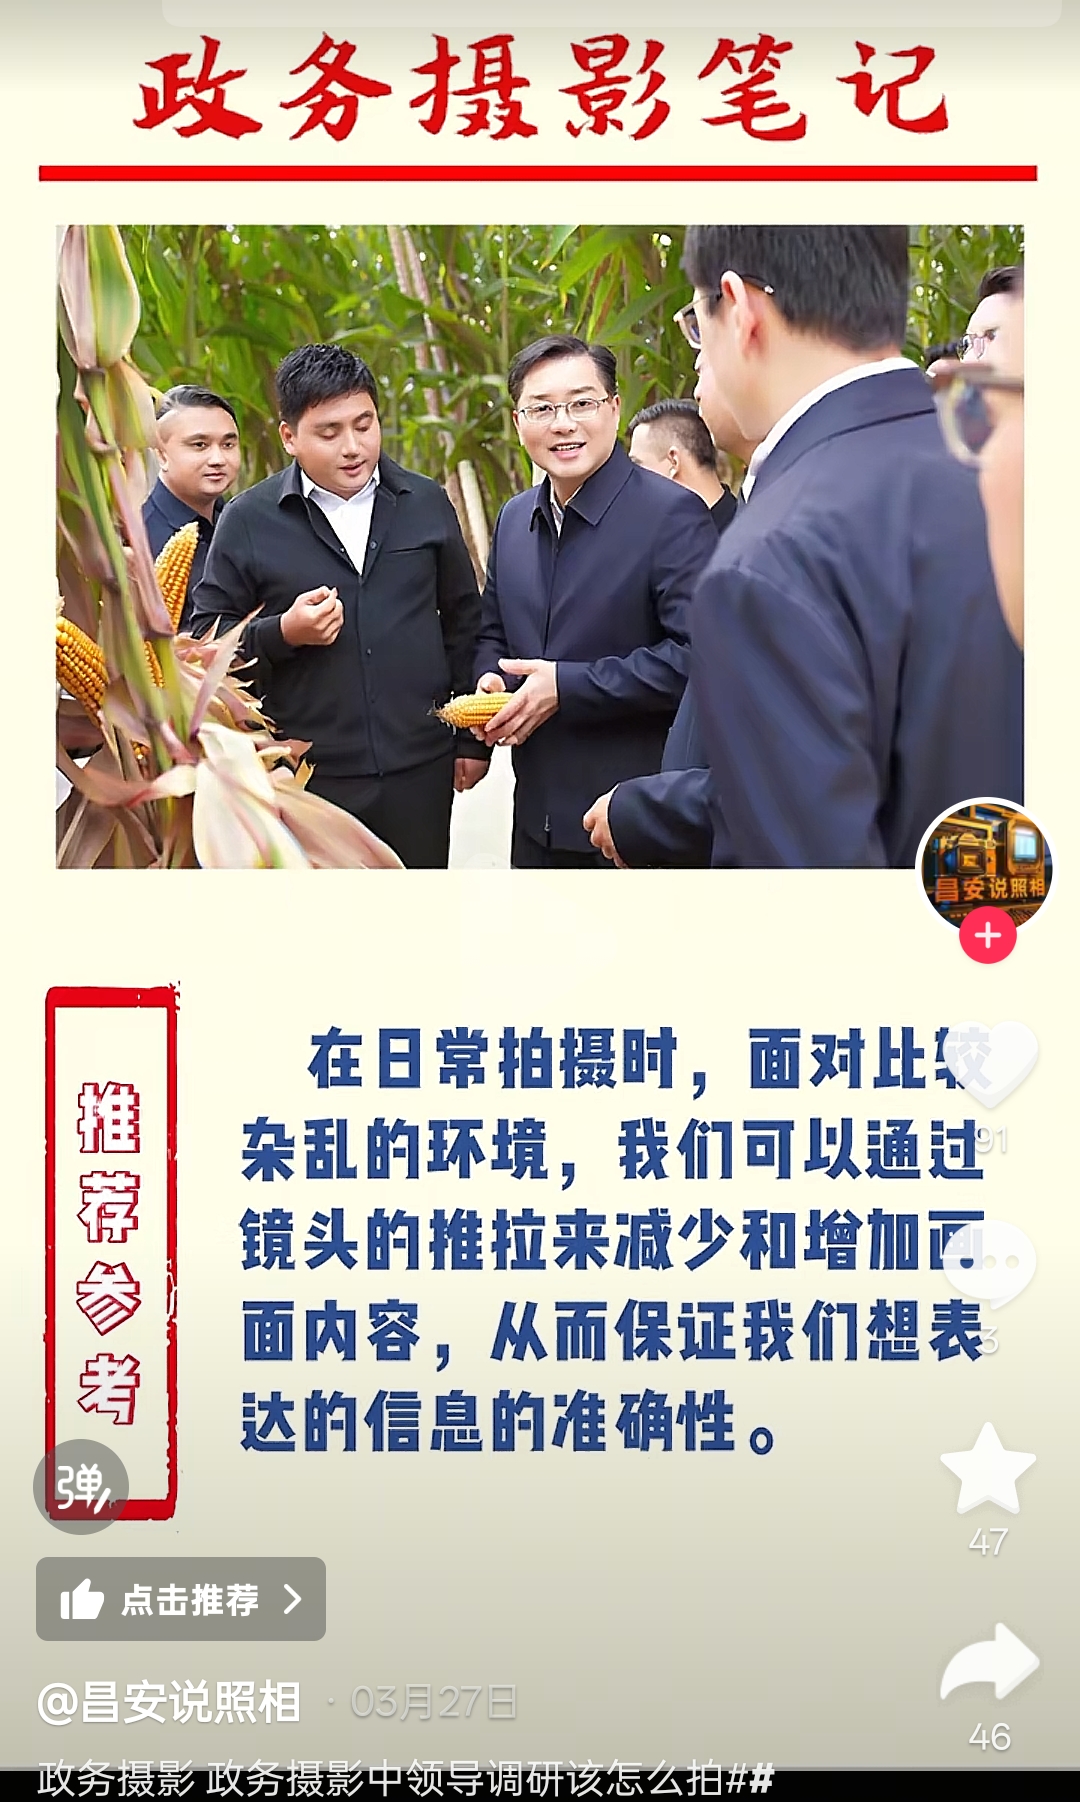 政务摄影笔记
昌安说照相
推荐参考
在日常拍摄时，面对比较
杂乱的环境，我们可以通过
镜头的推拉来减少和增加画
面内容，从而保证我们想表
达的信息的准确性。
91
3
弹
47
点击推荐
@昌安说照相 · 03月27日
46
政务摄影 政务摄影中领导调研该怎么拍##